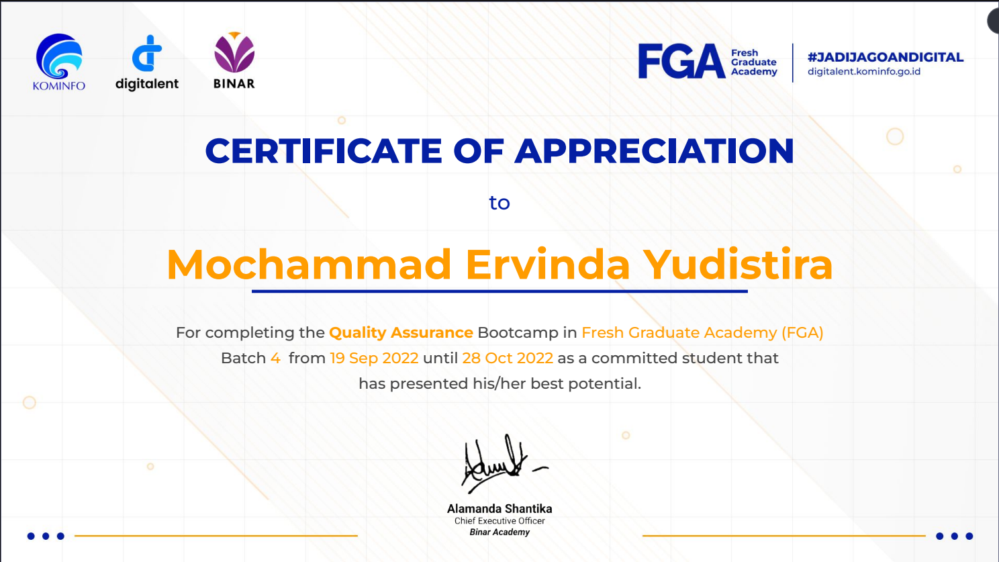 KOMINFO
digitalent
BINAR
FGA
Fresh
Graduate
Academy
#JADIJAGOANDIGITAL
digitalent.kominfo.go.id
CERTIFICATE OF APPRECIATION
to
Mochammad Ervinda Yudistira
For completing the Quality Assurance Bootcamp in Fresh Graduate Academy (FGA)
Batch 4 from 19 Sep 2022 until 28 Oct 2022 as a committed student that
has presented his/her best potential.
Alamanda Shantika
Chief Executive Officer
Binar Academy